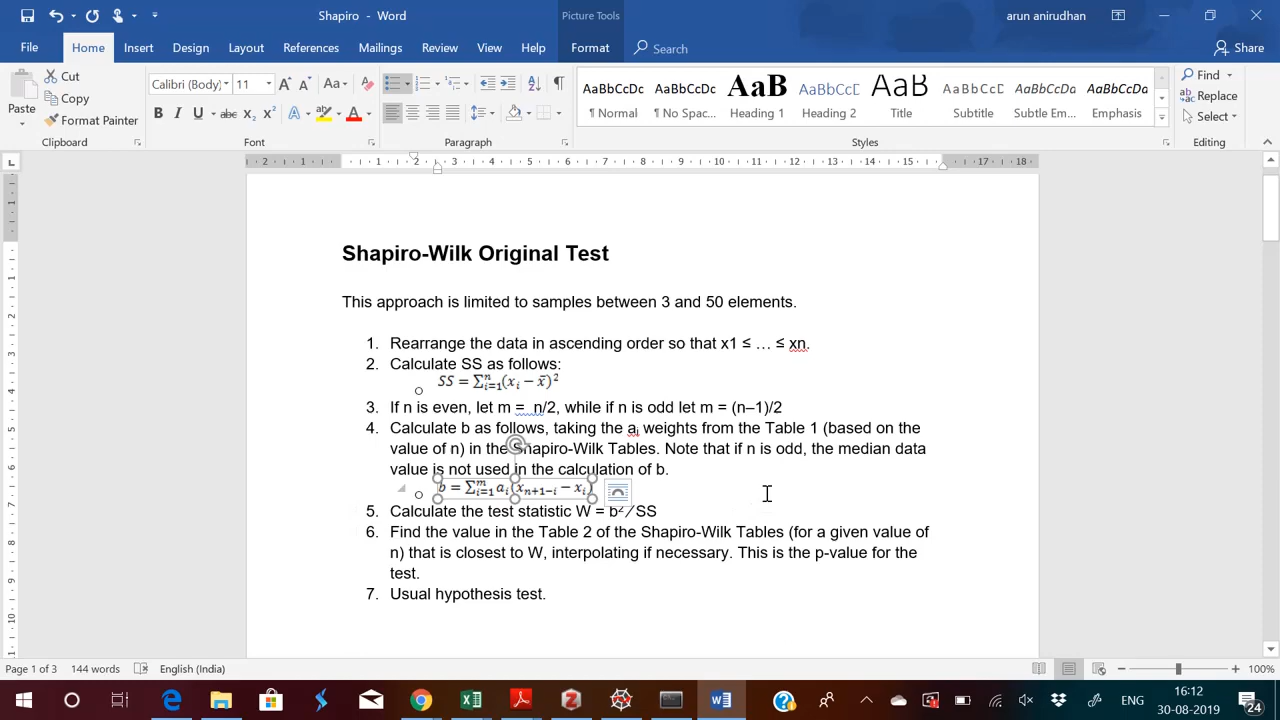 Shapiro - Word
Picture Tools
arun anirudhan
File Home Insert Design Layout References Mailings Review View Help Format Search Share
Paste
Cut
Copy
Format Painter
Calibri (Body) 11
AaBbCcDc AaBbCcDc AaBbC AaBbCcD AaB AaBbCcD AaBbCcDc AaBbCcDc
¶ Normal ¶ No Spac... Heading 1 Heading 2 Title Subtitle Subtle Em... Emphasis
Find
Replace
Select
Clipboard Font Paragraph Styles Editing
Shapiro-Wilk Original Test
This approach is limited to samples between 3 and 50 elements.
1. Rearrange the data in ascending order so that x1 ≤ … ≤ xn.
2. Calculate SS as follows:
o SS = ∑ⁿᵢ₌₁(xᵢ − x̄)²
3. If n is even, let m = n/2, while if n is odd let m = (n–1)/2
4. Calculate b as follows, taking the aᵢ weights from the Table 1 (based on the
value of n) in the Shapiro-Wilk Tables. Note that if n is odd, the median data
value is not used in the calculation of b.
o b = ∑ᵐᵢ₌₁ aᵢ(xₙ₊₁₋ᵢ − xᵢ)
5. Calculate the test statistic W = b²/SS
6. Find the value in the Table 2 of the Shapiro-Wilk Tables (for a given value of
n) that is closest to W, interpolating if necessary. This is the p-value for the
test.
7. Usual hypothesis test.
Page 1 of 3 144 words English (India) 100%
ENG
16:12
30-08-2019
24